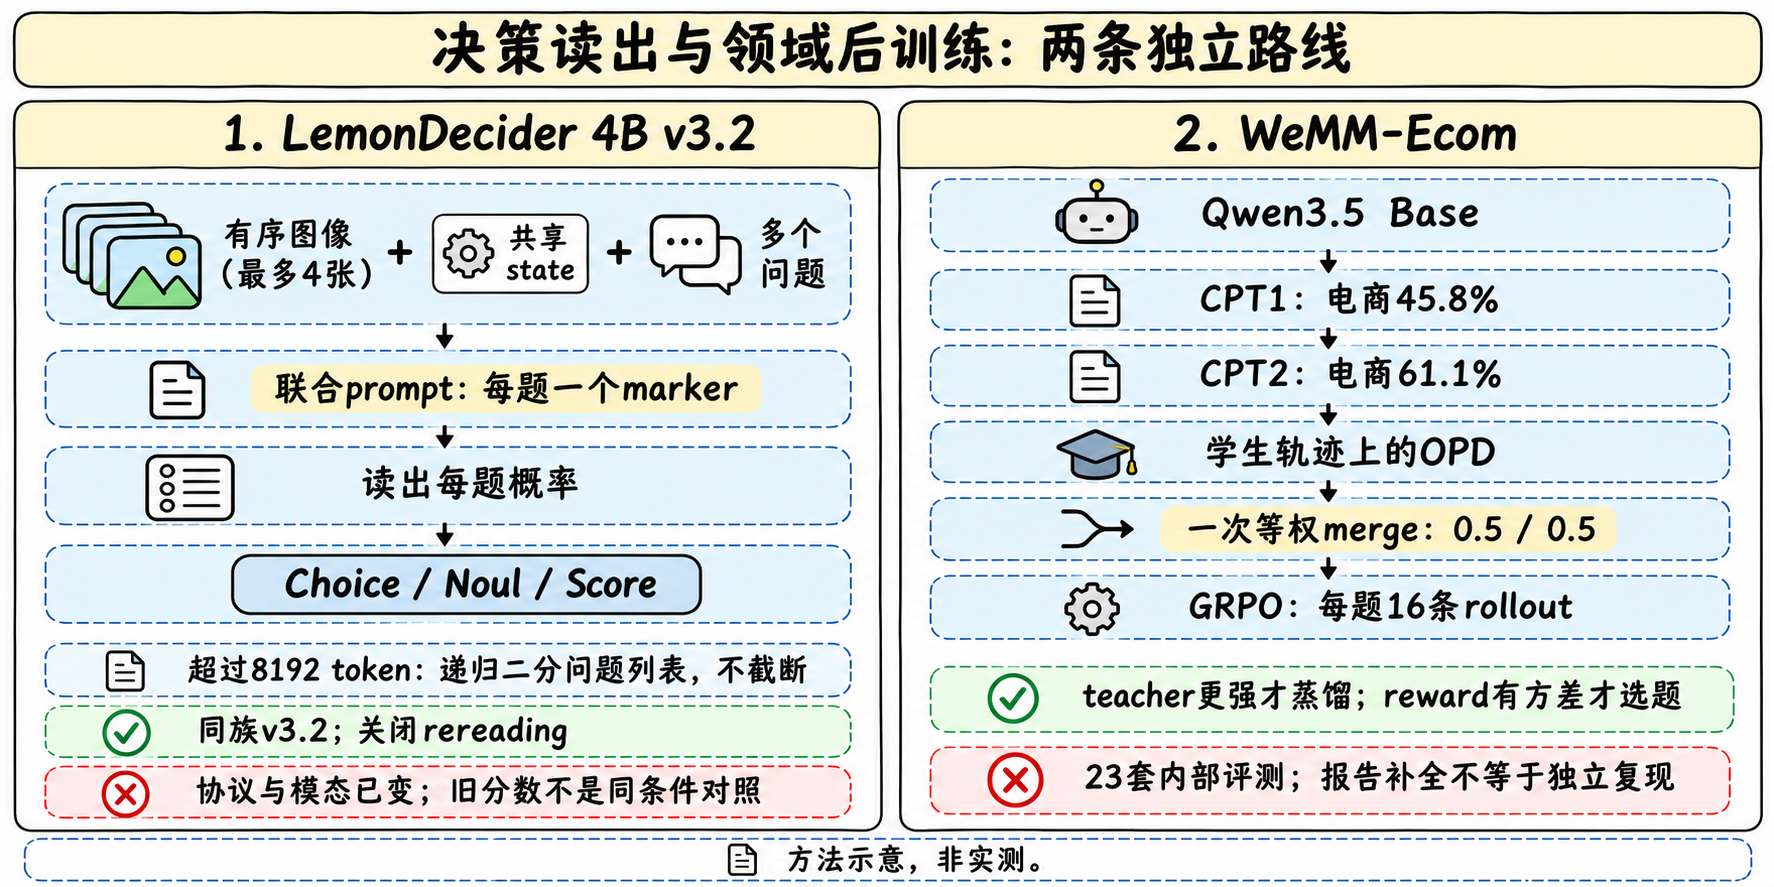 决策读出与领域后训练：两条独立路线
1. LemonDecider 4B v3.2
有序图像
（最多4张）
+
共享
state
+
多个
问题
联合prompt：每题一个marker
读出每题概率
Choice / Noul / Score
超过8192 token：递归二分问题列表，不截断
同族v3.2；关闭rereading
协议与模态已变；旧分数不是同条件对照
2. WeMM-Ecom
Qwen3.5 Base
CPT1：电商45.8%
CPT2：电商61.1%
学生轨迹上的OPD
一次等权merge：0.5 / 0.5
GRPO：每题16条rollout
teacher更强才蒸馏；reward有方差才选题
23套内部评测；报告补全不等于独立复现
方法示意，非实测。